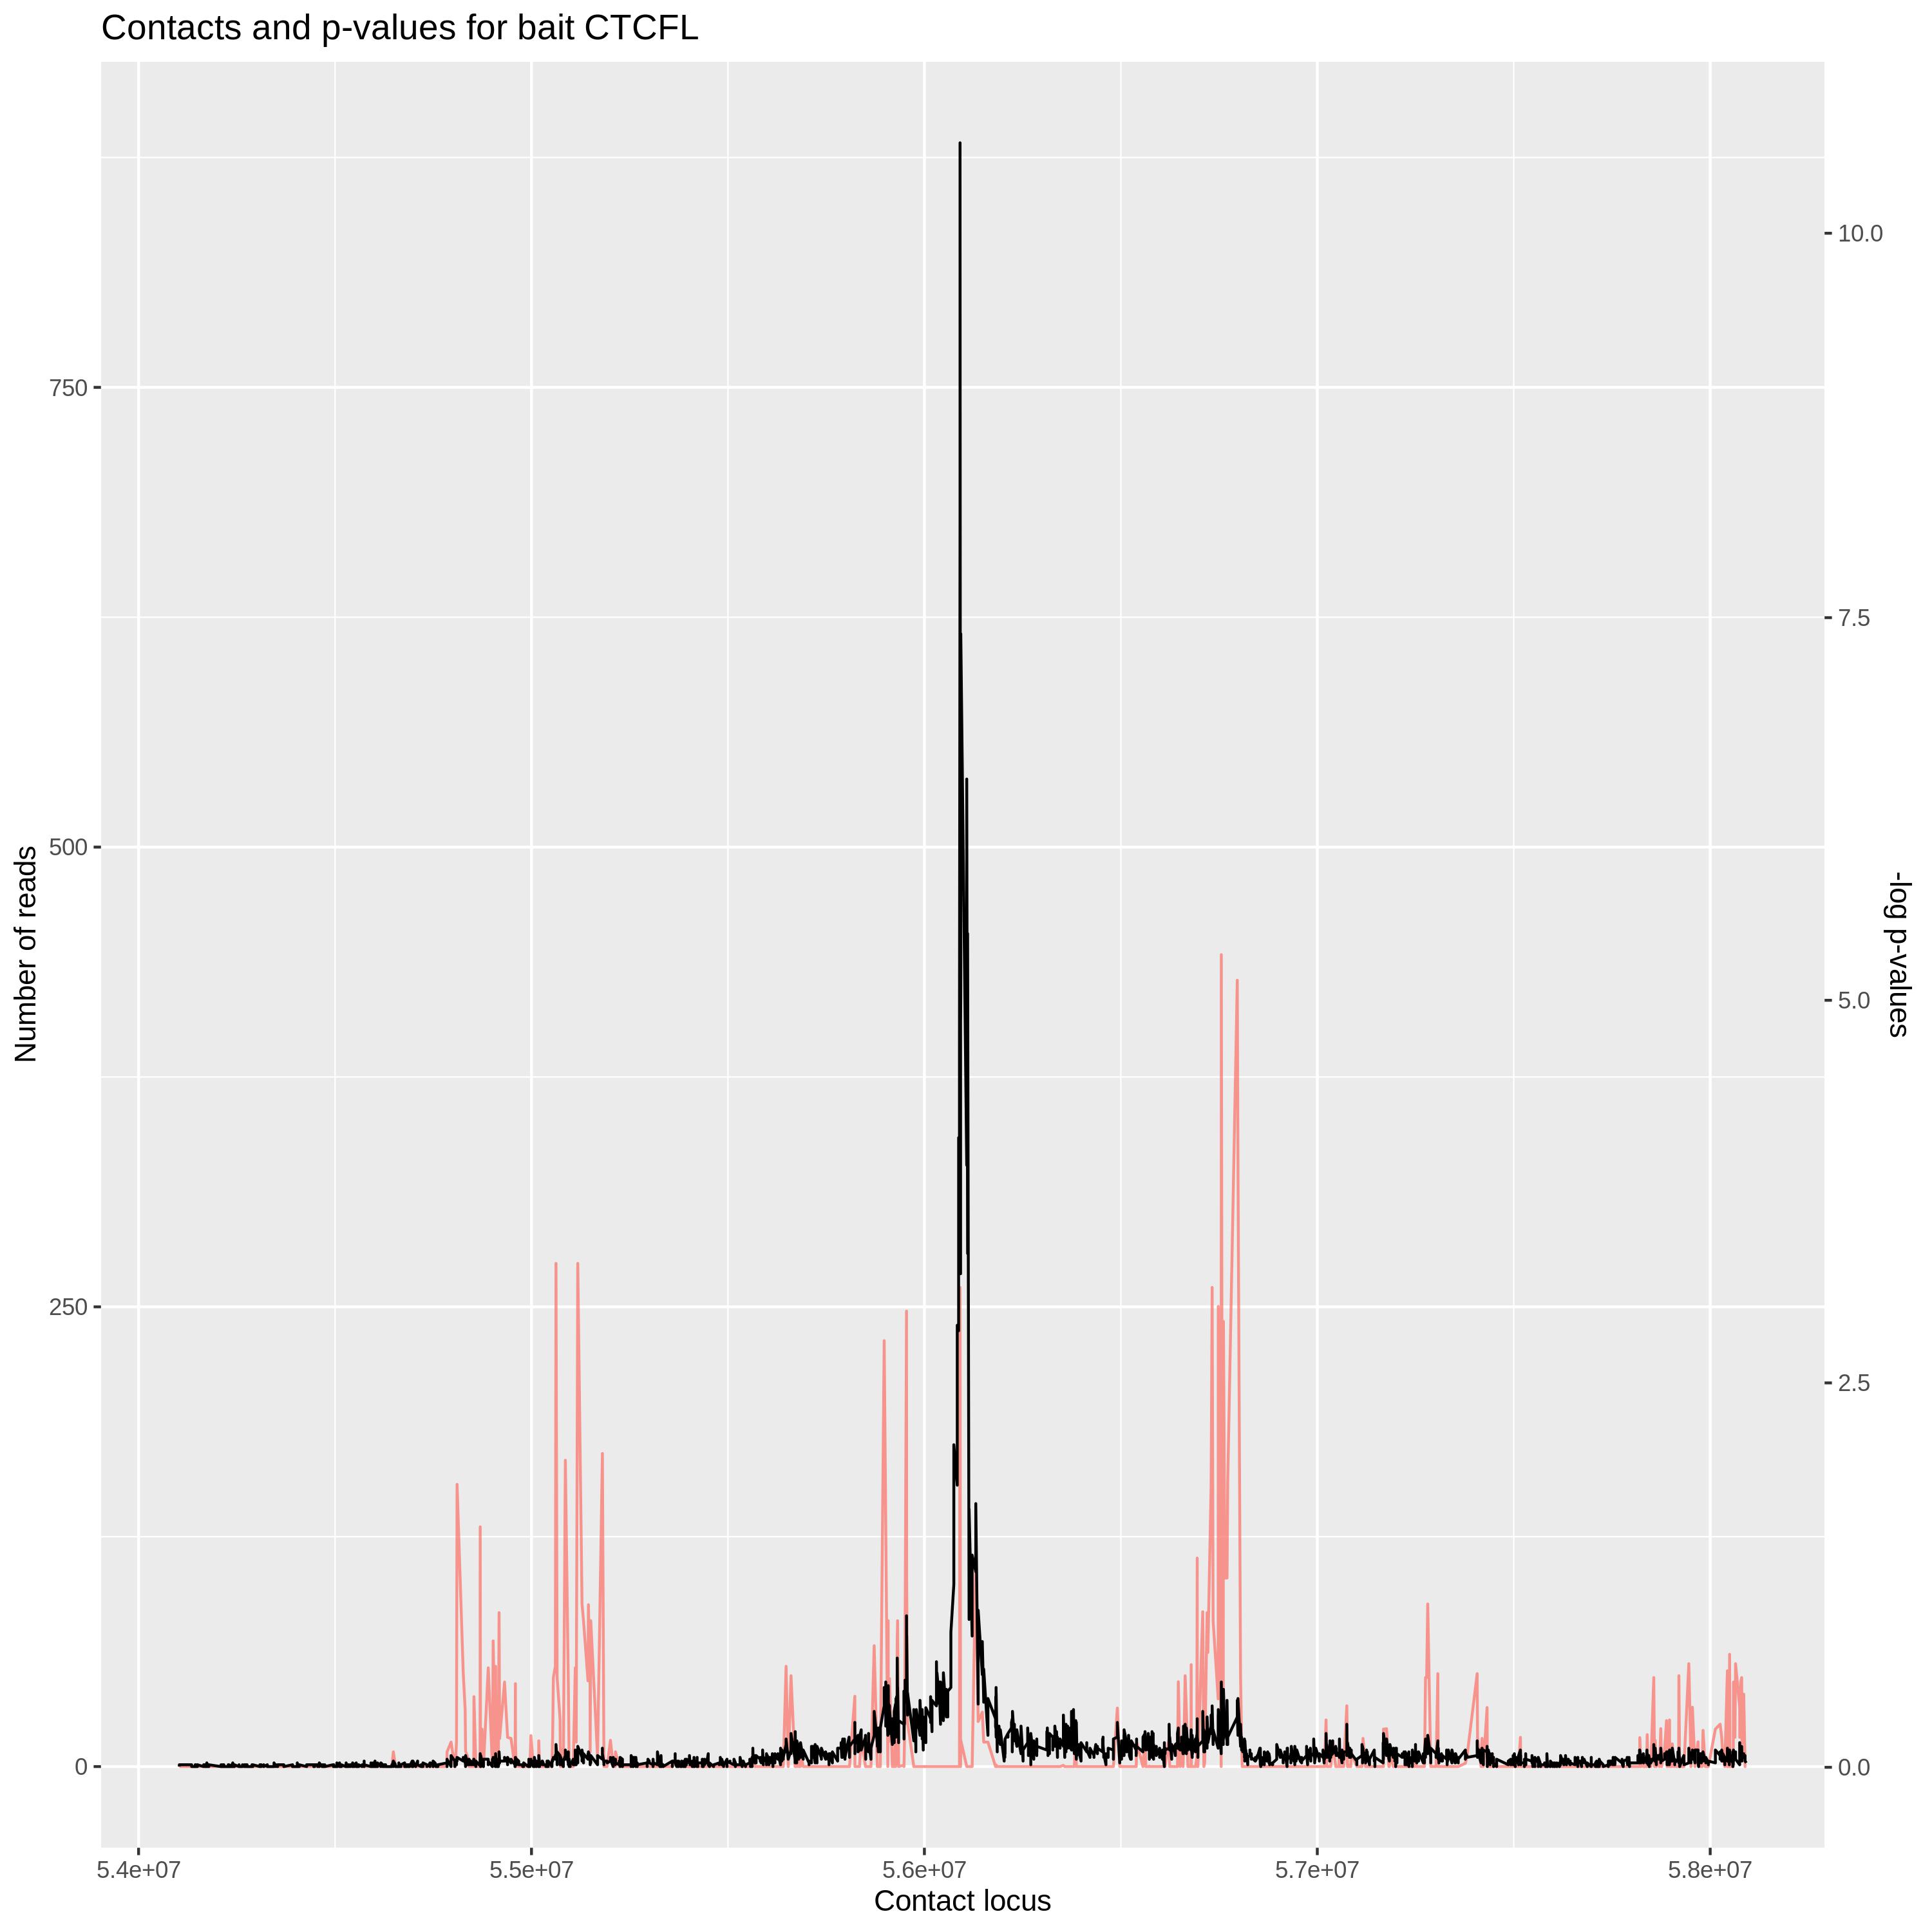 Contacts and p-values for bait CTCFL
10.0
750
7.5
500
5.0
250
2.5
0
0.0
Number of reads
-log p-values
5.4e+07
5.5e+07
5.6e+07
5.7e+07
5.8e+07
Contact locus